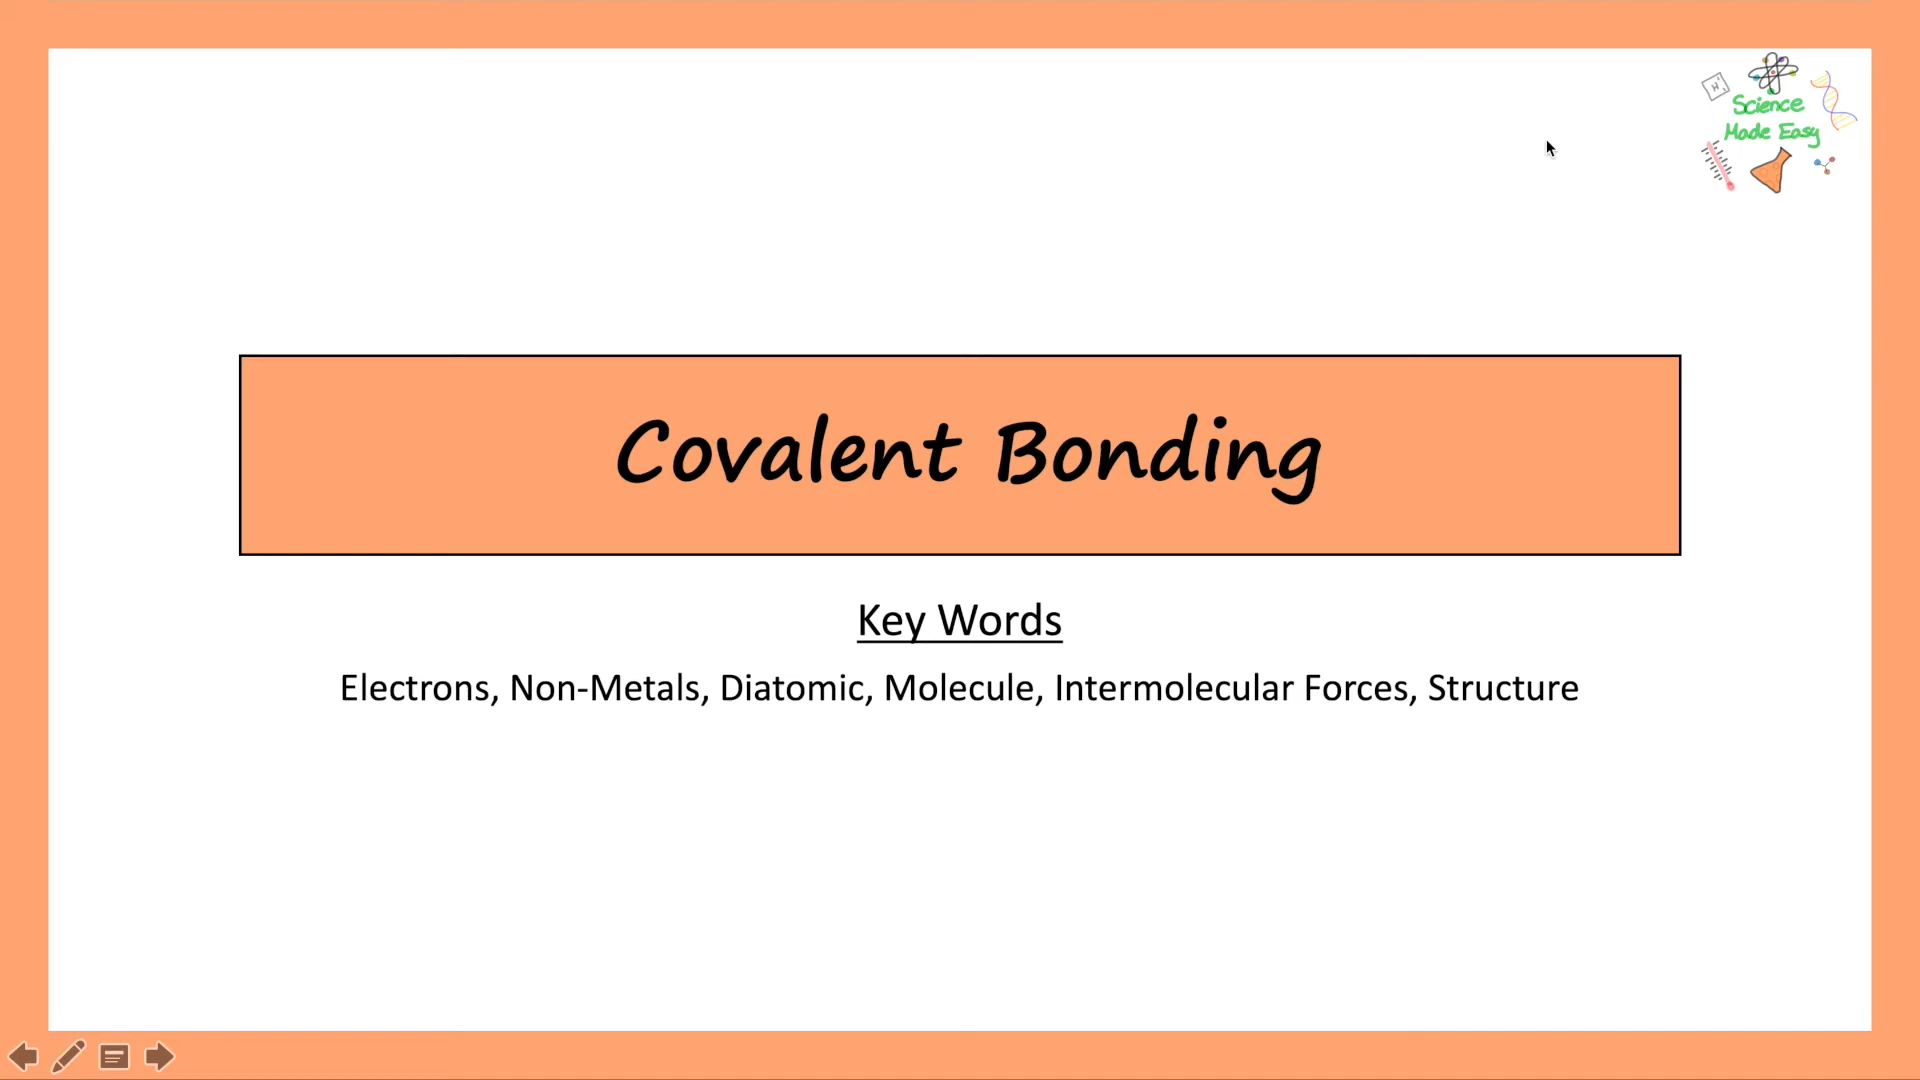 Science
Made Easy
Covalent Bonding
Key Words
Electrons, Non-Metals, Diatomic, Molecule, Intermolecular Forces, Structure